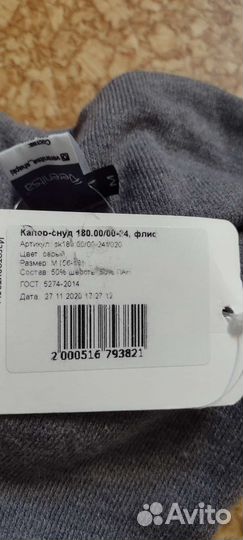 verenitsa
M
Капор-снуд 180.00/00-24, флис
Цвет: серый
Размер: M (56-58)
Состав: 50% шерсть, 50% ПАН
ГОСТ: 5274-2014
Дата: 27.11.2020 17:27:12
2 000516 793821
Avito